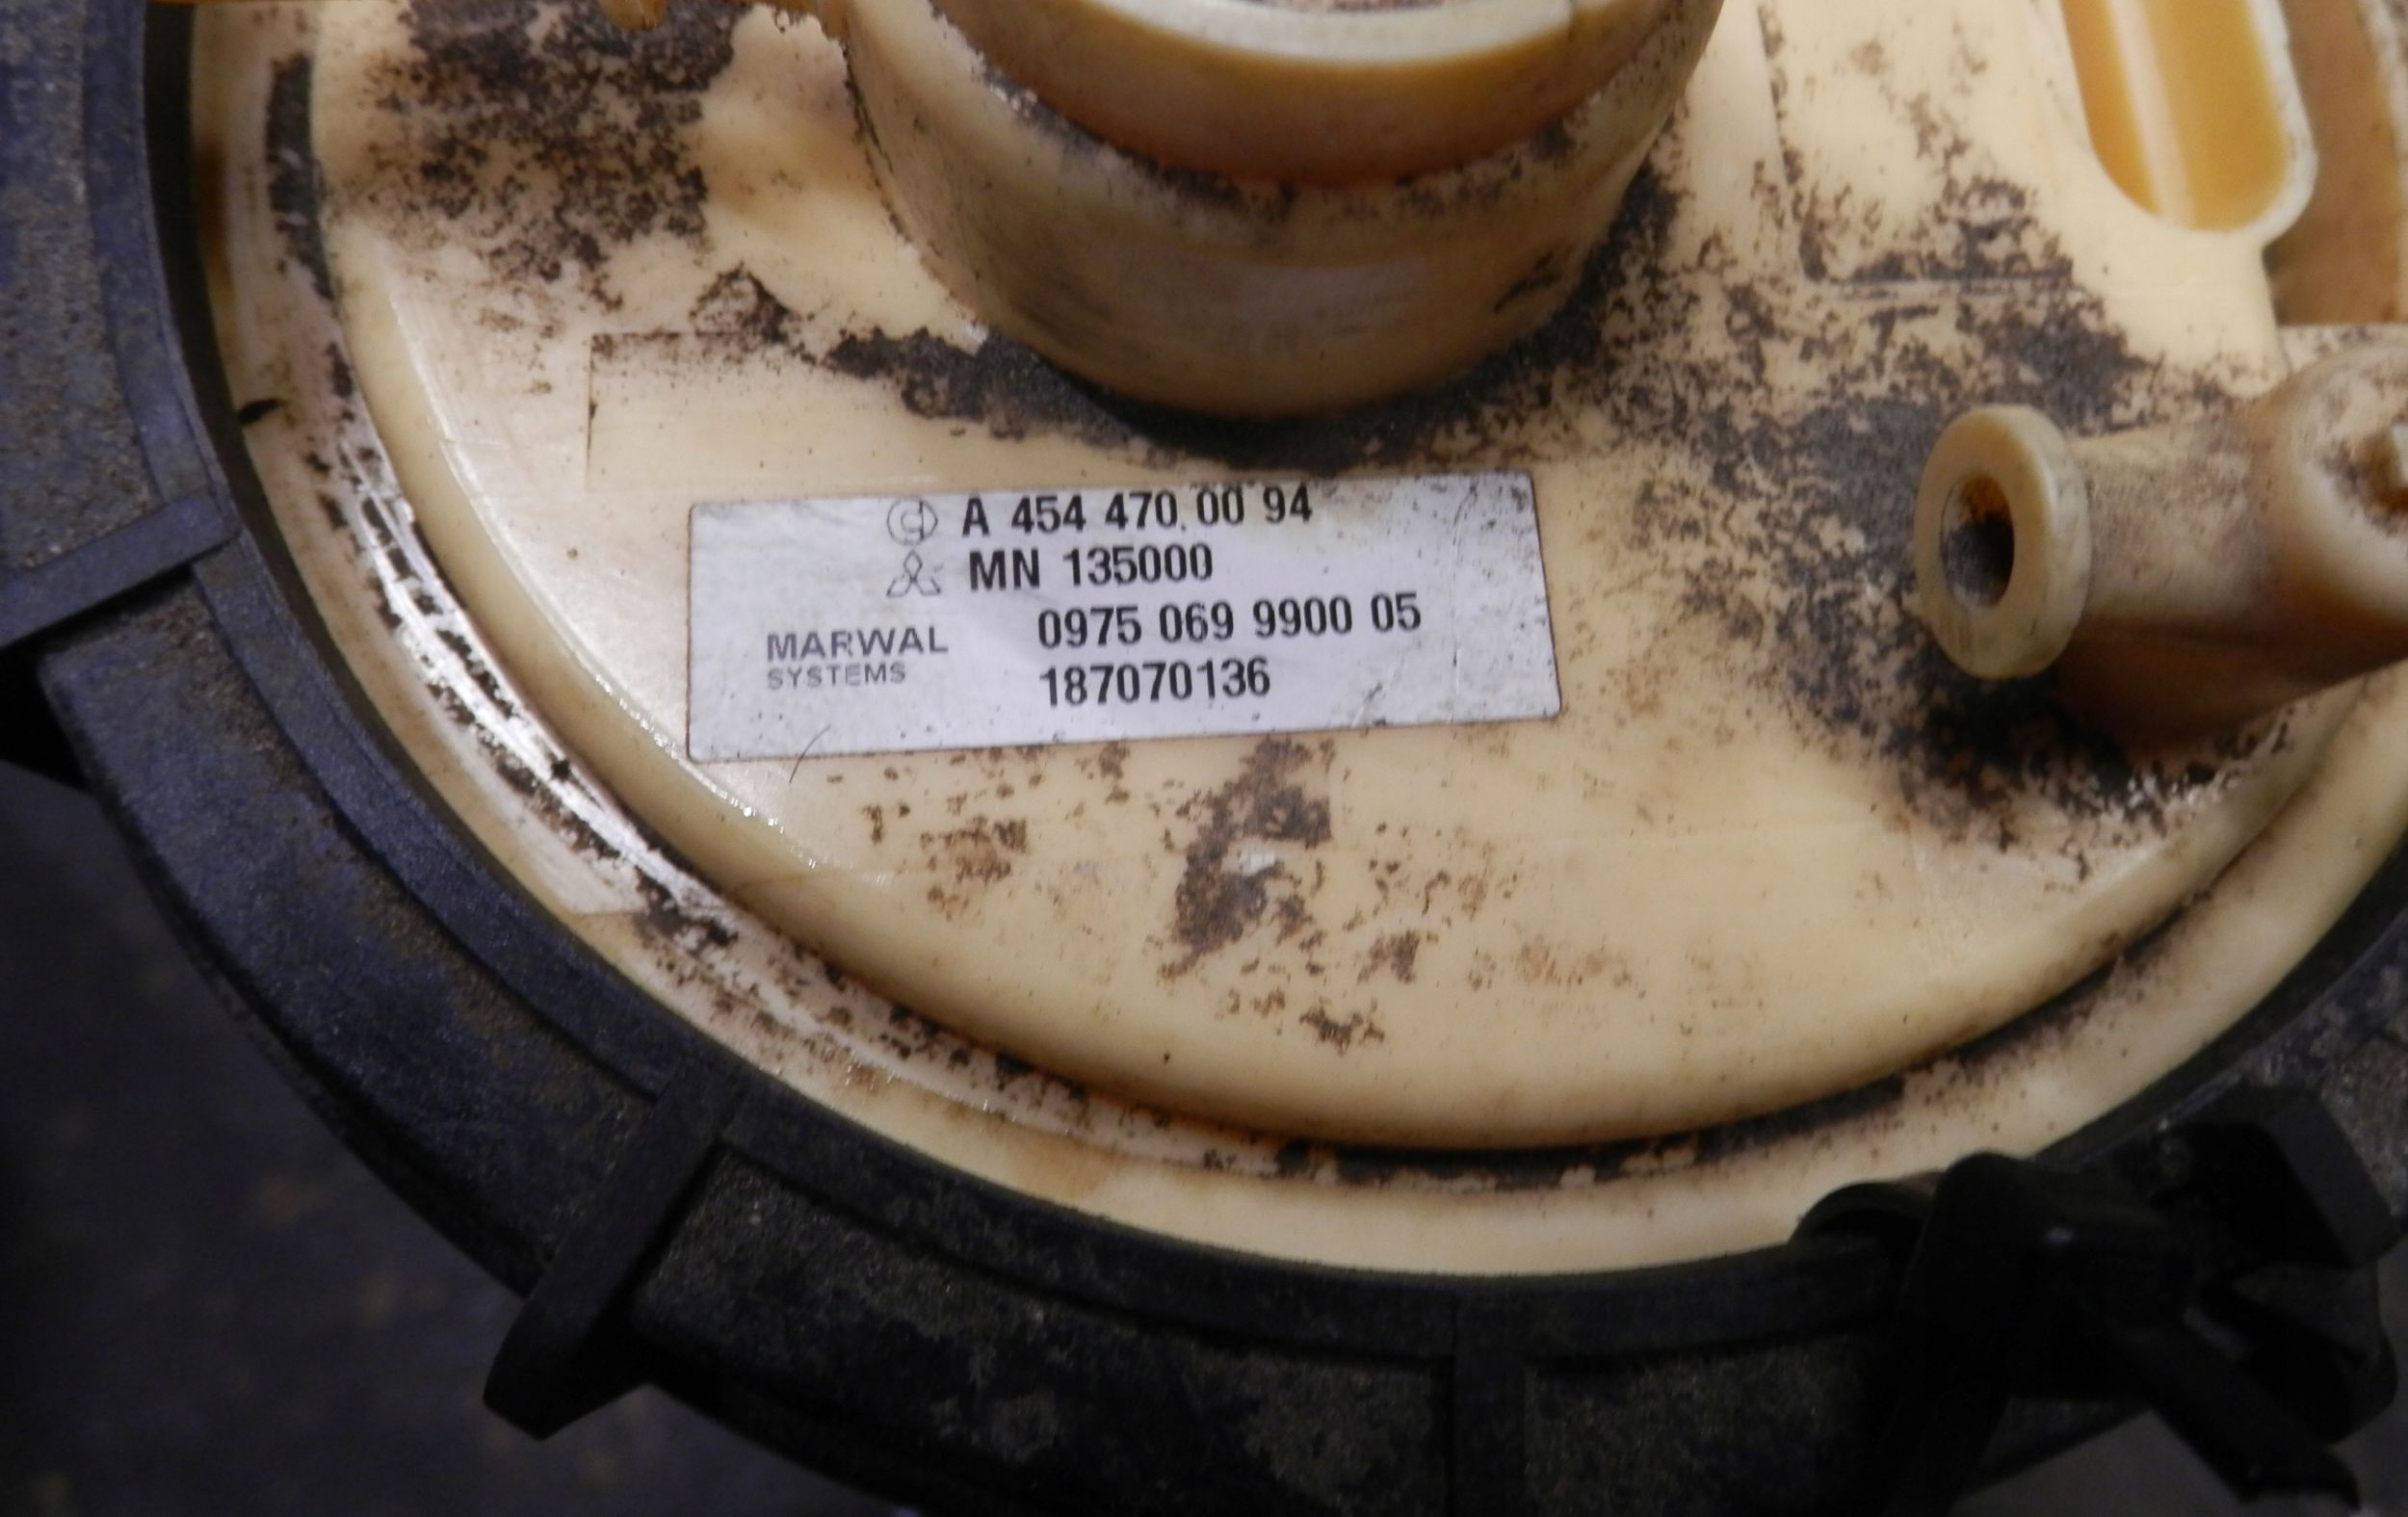 A 454 470 00 94
MN 135000
MARWAL SYSTEMS
0975 069 9900 05
187070136